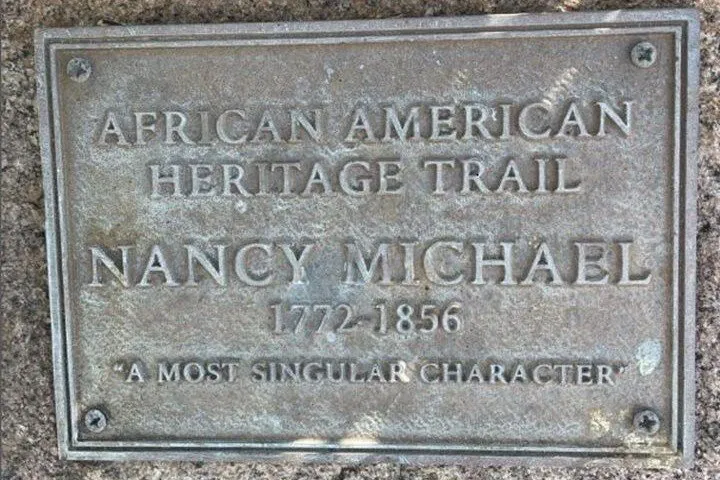 AFRICAN AMERICAN
HERITAGE TRAIL
NANCY MICHAEL
1772-1856
"A MOST SINGULAR CHARACTER"